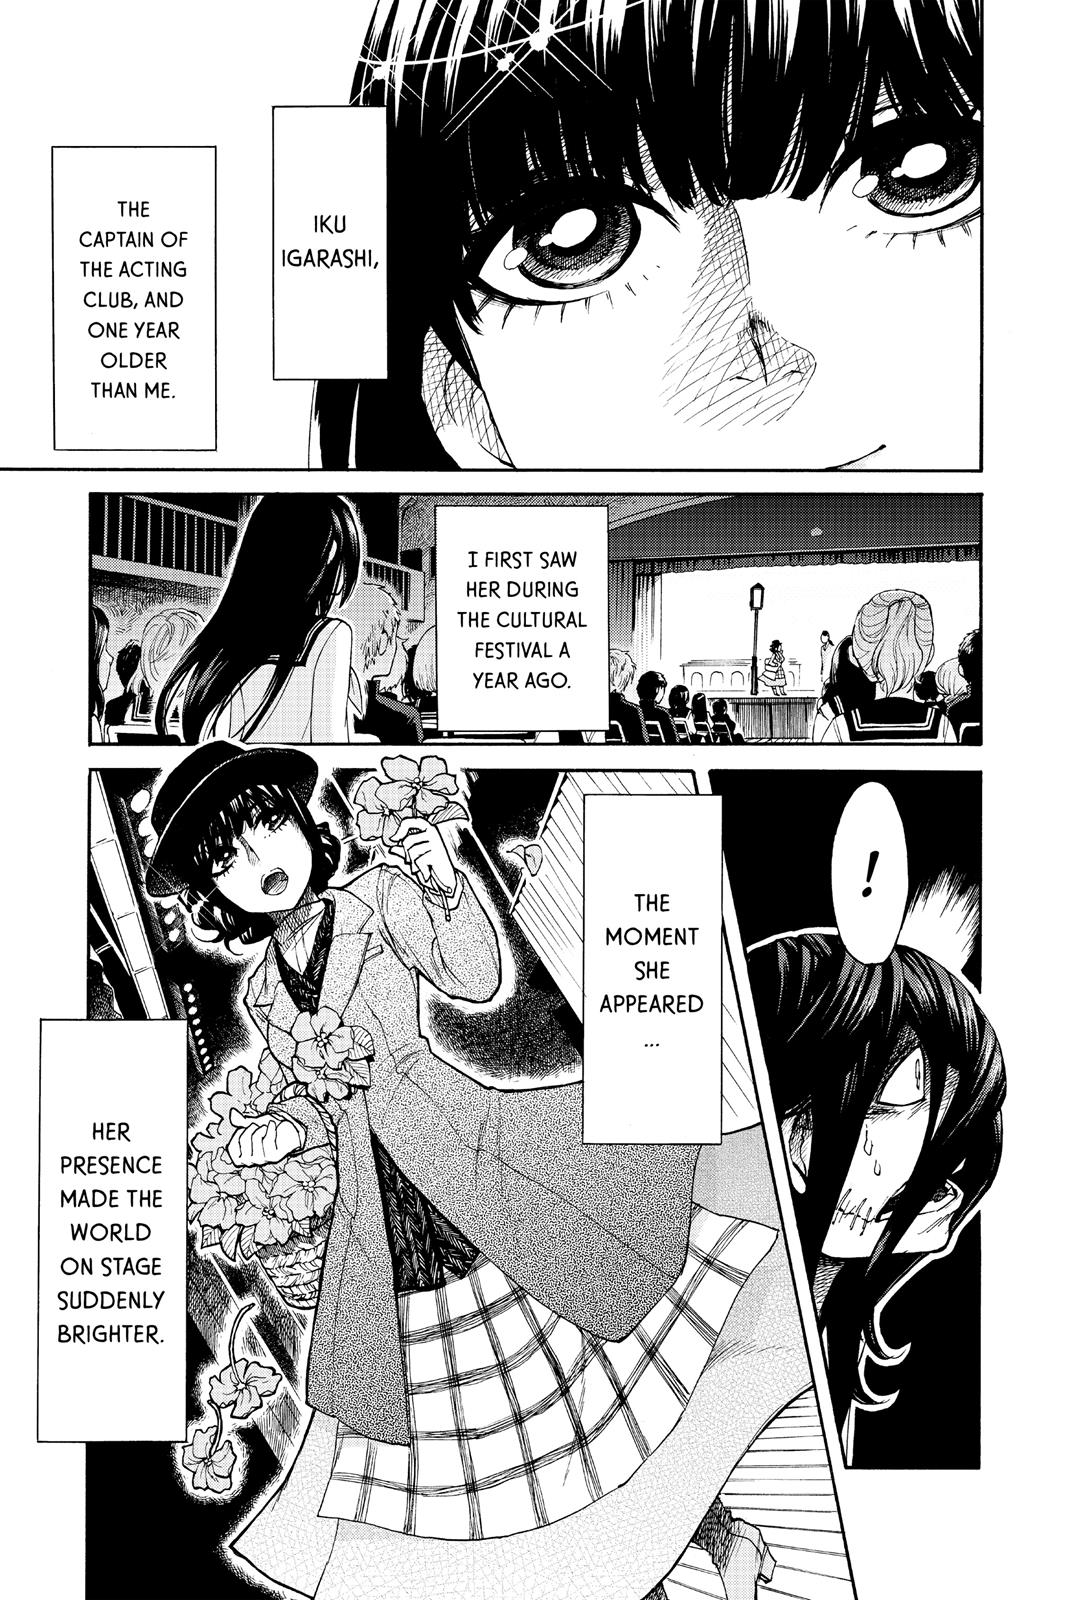 IKU
IGARASHI,
THE
CAPTAIN OF
THE ACTING
CLUB, AND
ONE YEAR
OLDER
THAN ME.
I FIRST SAW
HER DURING
THE CULTURAL
FESTIVAL A
YEAR AGO.
!
THE
MOMENT
SHE
APPEARED
...
HER
PRESENCE
MADE THE
WORLD
ON STAGE
SUDDENLY
BRIGHTER.